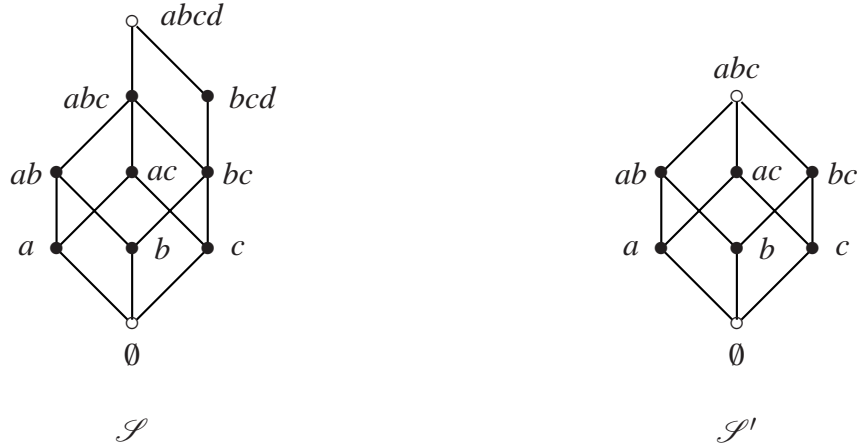 abcd
abc bcd abc
ab ac bc ab ac bc
a b c a b c
∅ ∅
𝒮 𝒮′